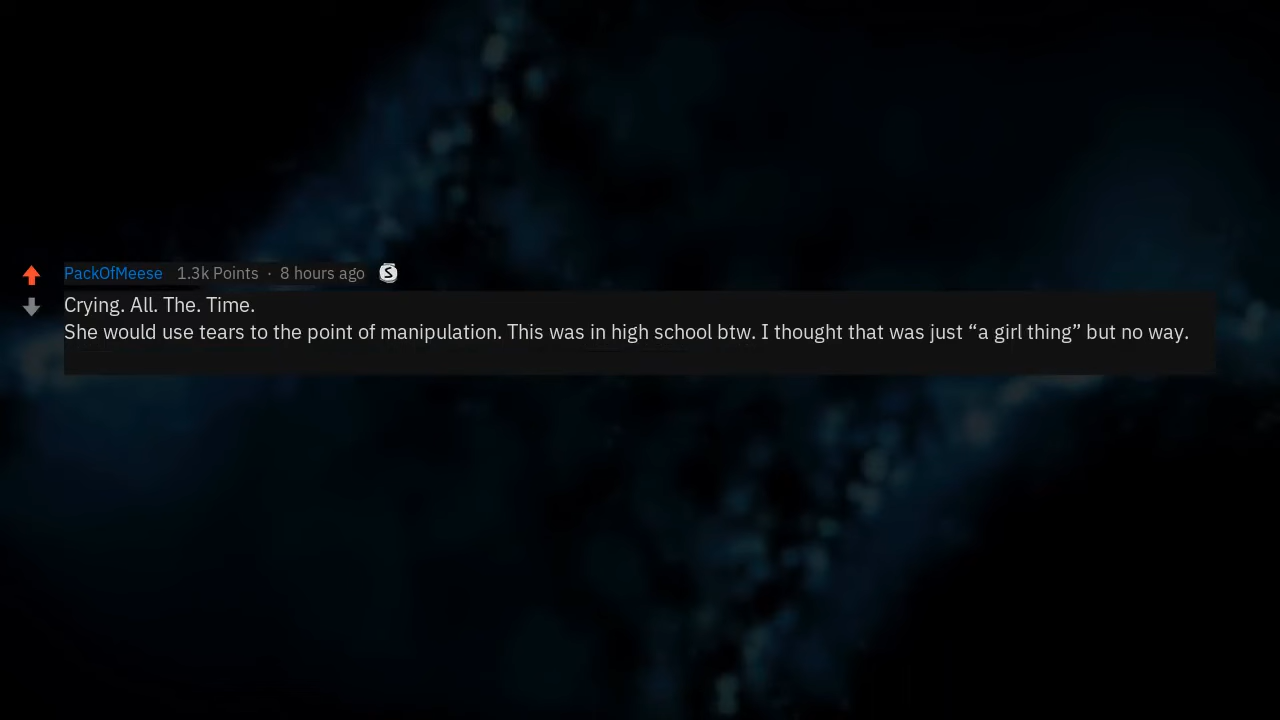 PackOfMeese 1.3k Points · 8 hours ago S
Crying. All. The. Time.
She would use tears to the point of manipulation. This was in high school btw. I thought that was just “a girl thing” but no way.